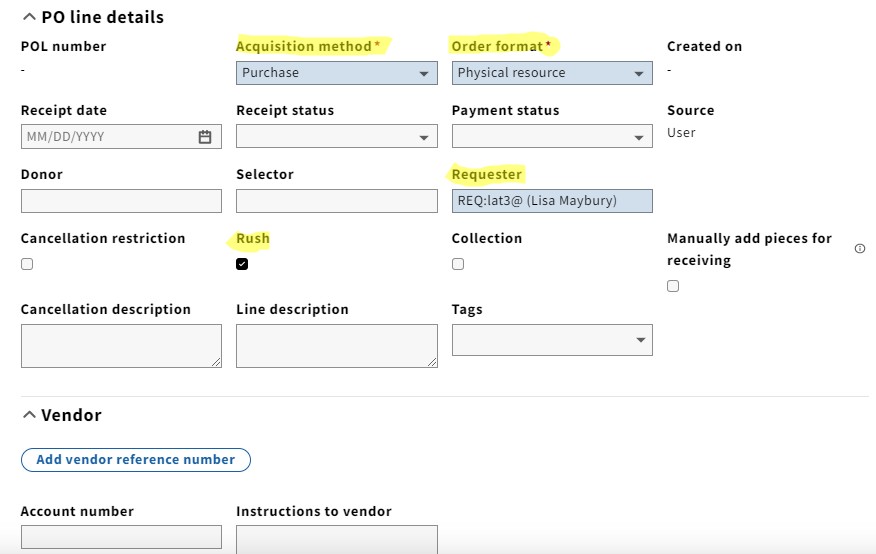 PO line details
POL number Acquisition method* Order format* Created on
- Purchase Physical resource -
Receipt date Receipt status Payment status Source
MM/DD/YYYY User
Donor Selector Requester
REQ:lat3@ (Lisa Maybury)
Cancellation restriction Rush Collection Manually add pieces for
receiving
Cancellation description Line description Tags
Vendor
Add vendor reference number
Account number Instructions to vendor